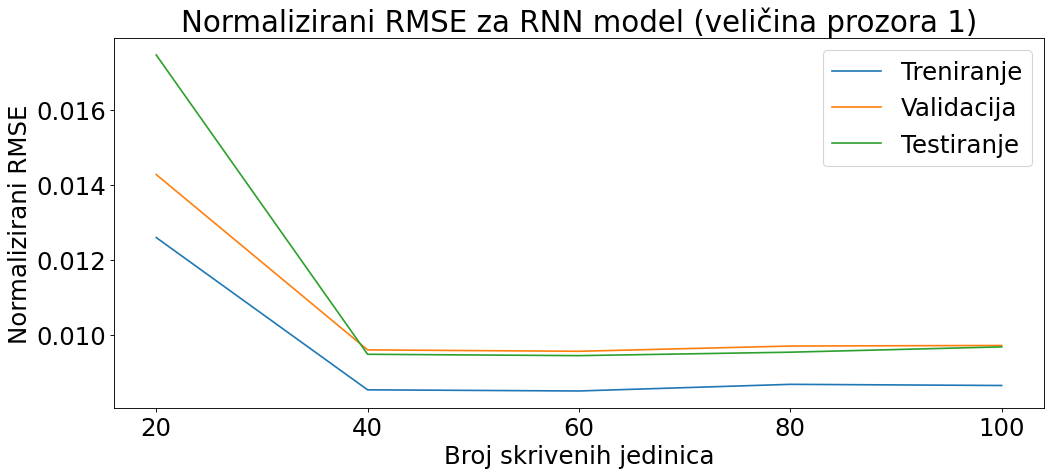 Normalizirani RMSE za RNN model (veličina prozora 1)
Treniranje
Validacija
Testiranje
Normalizirani RMSE
0.016
0.014
0.012
0.010
20 40 60 80 100
Broj skrivenih jedinica